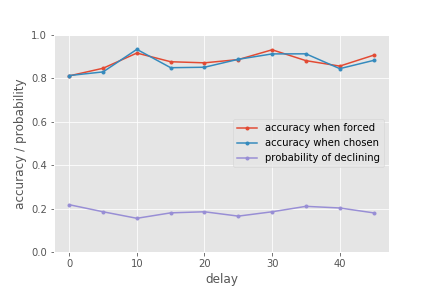 1.0
0.8
0.6
0.4
0.2
0.0
accuracy / probability
accuracy when forced
accuracy when chosen
probability of declining
0 10 20 30 40
delay